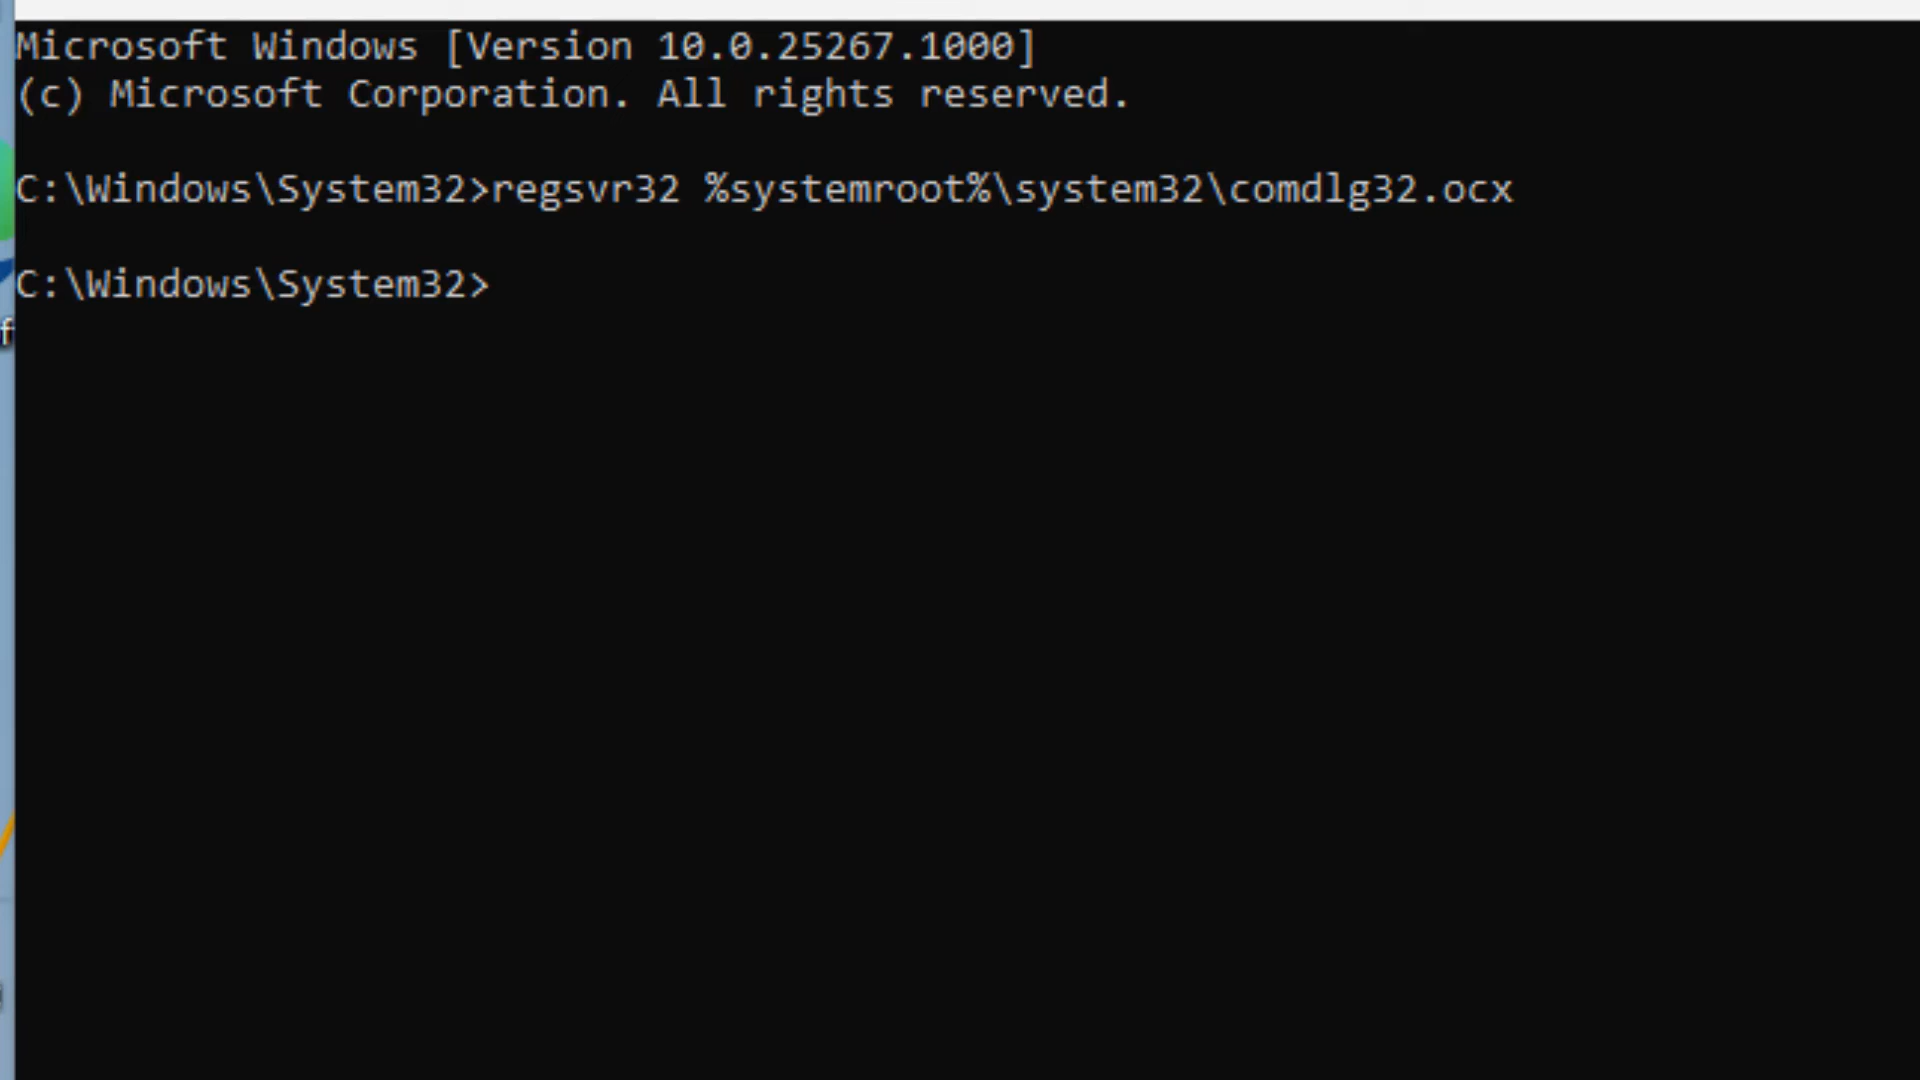 Microsoft Windows [Version 10.0.25267.1000]
(c) Microsoft Corporation. All rights reserved.
C:\Windows\System32>regsvr32 %systemroot%\system32\comdlg32.ocx
C:\Windows\System32>
f